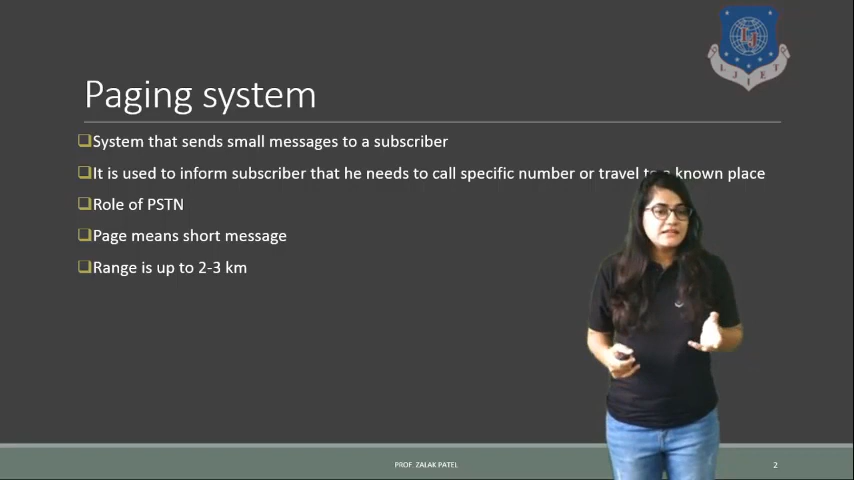 LJIET
Paging system
System that sends small messages to a subscriber
It is used to inform subscriber that he needs to call specific number or travel to a known place
Role of PSTN
Page means short message
Range is up to 2-3 km
PROF. ZALAK PATEL
2